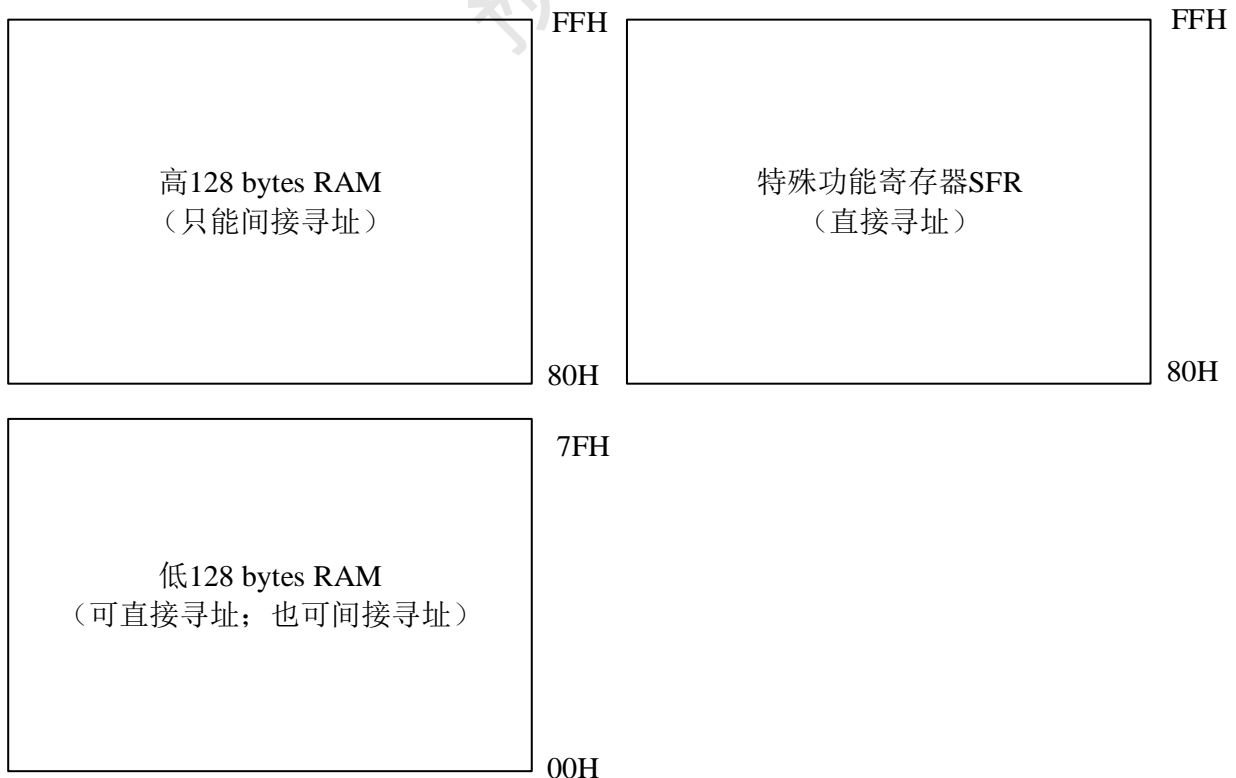 FFH
高128 bytes RAM
（只能间接寻址）
80H
FFH
特殊功能寄存器SFR
（直接寻址）
80H
7FH
低128 bytes RAM
（可直接寻址；也可间接寻址）
00H